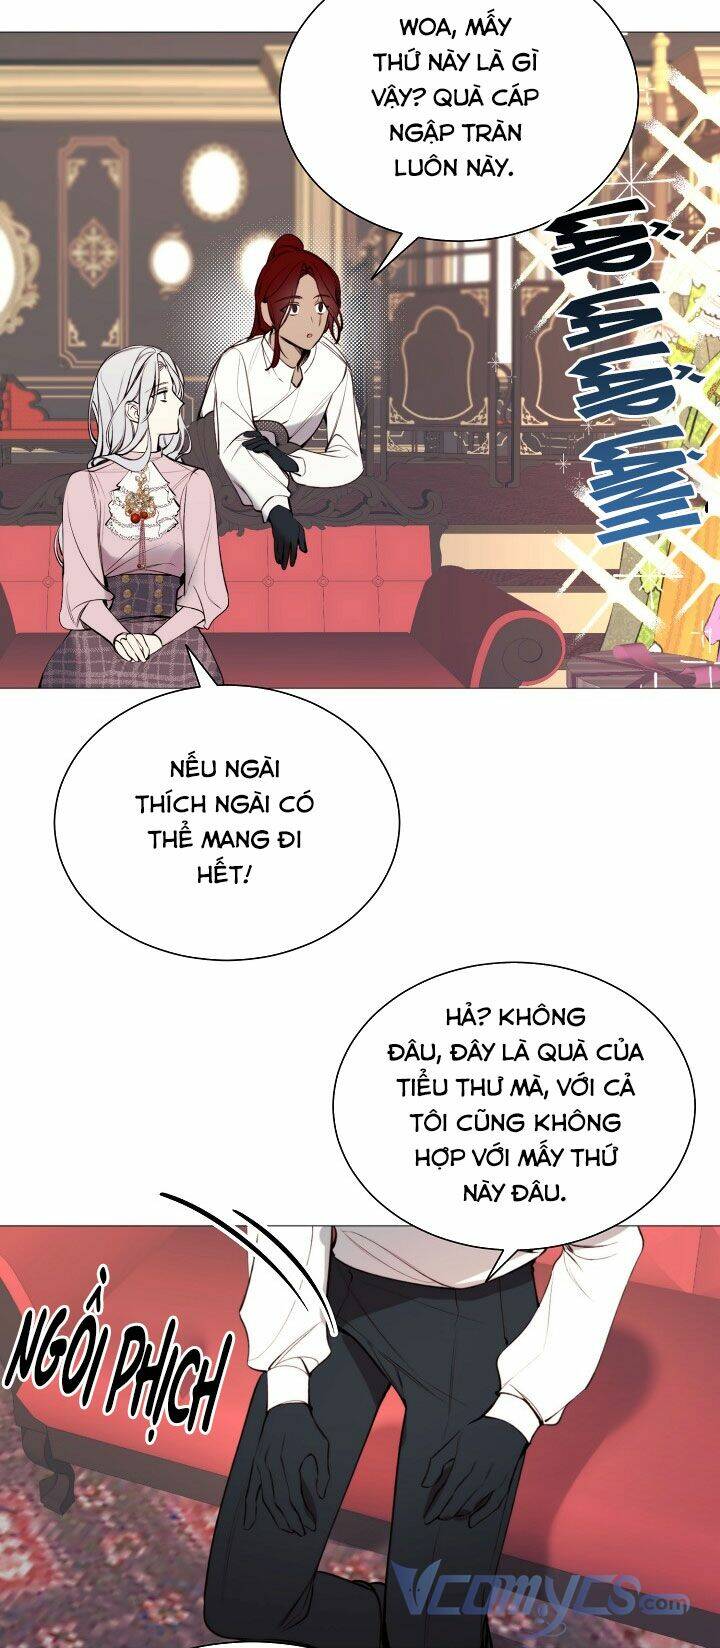 WOA, MẤY
THỨ NÀY LÀ GÌ
VẬY? QUÀ CÁP
NGẬP TRÀN
LUÔN NÀY.
LẤP LA LẤP LÁNH
NẾU NGÀI
THÍCH NGÀI CÓ
THỂ MANG ĐI
HẾT!
HẢ? KHÔNG
ĐÂU, ĐÂY LÀ QUÀ CỦA
TIỂU THƯ MÀ, VỚI CẢ
TÔI CŨNG KHÔNG
HỢP VỚI MẤY THỨ
NÀY ĐÂU.
NGỒI PHỊCH
VCOMYCS.com